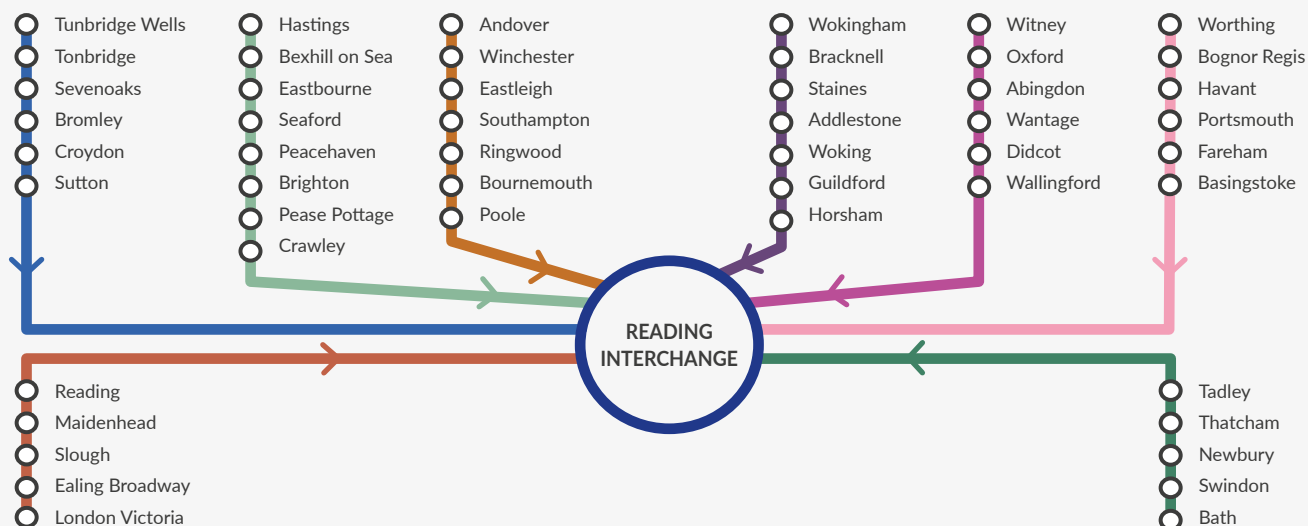 Tunbridge Wells
Tonbridge
Sevenoaks
Bromley
Croydon
Sutton
Hastings
Bexhill on Sea
Eastbourne
Seaford
Peacehaven
Brighton
Pease Pottage
Crawley
Andover
Winchester
Eastleigh
Southampton
Ringwood
Bournemouth
Poole
Wokingham
Bracknell
Staines
Addlestone
Woking
Guildford
Horsham
Witney
Oxford
Abingdon
Wantage
Didcot
Wallingford
Worthing
Bognor Regis
Havant
Portsmouth
Fareham
Basingstoke
READING
INTERCHANGE
Reading
Maidenhead
Slough
Ealing Broadway
London Victoria
Tadley
Thatcham
Newbury
Swindon
Bath